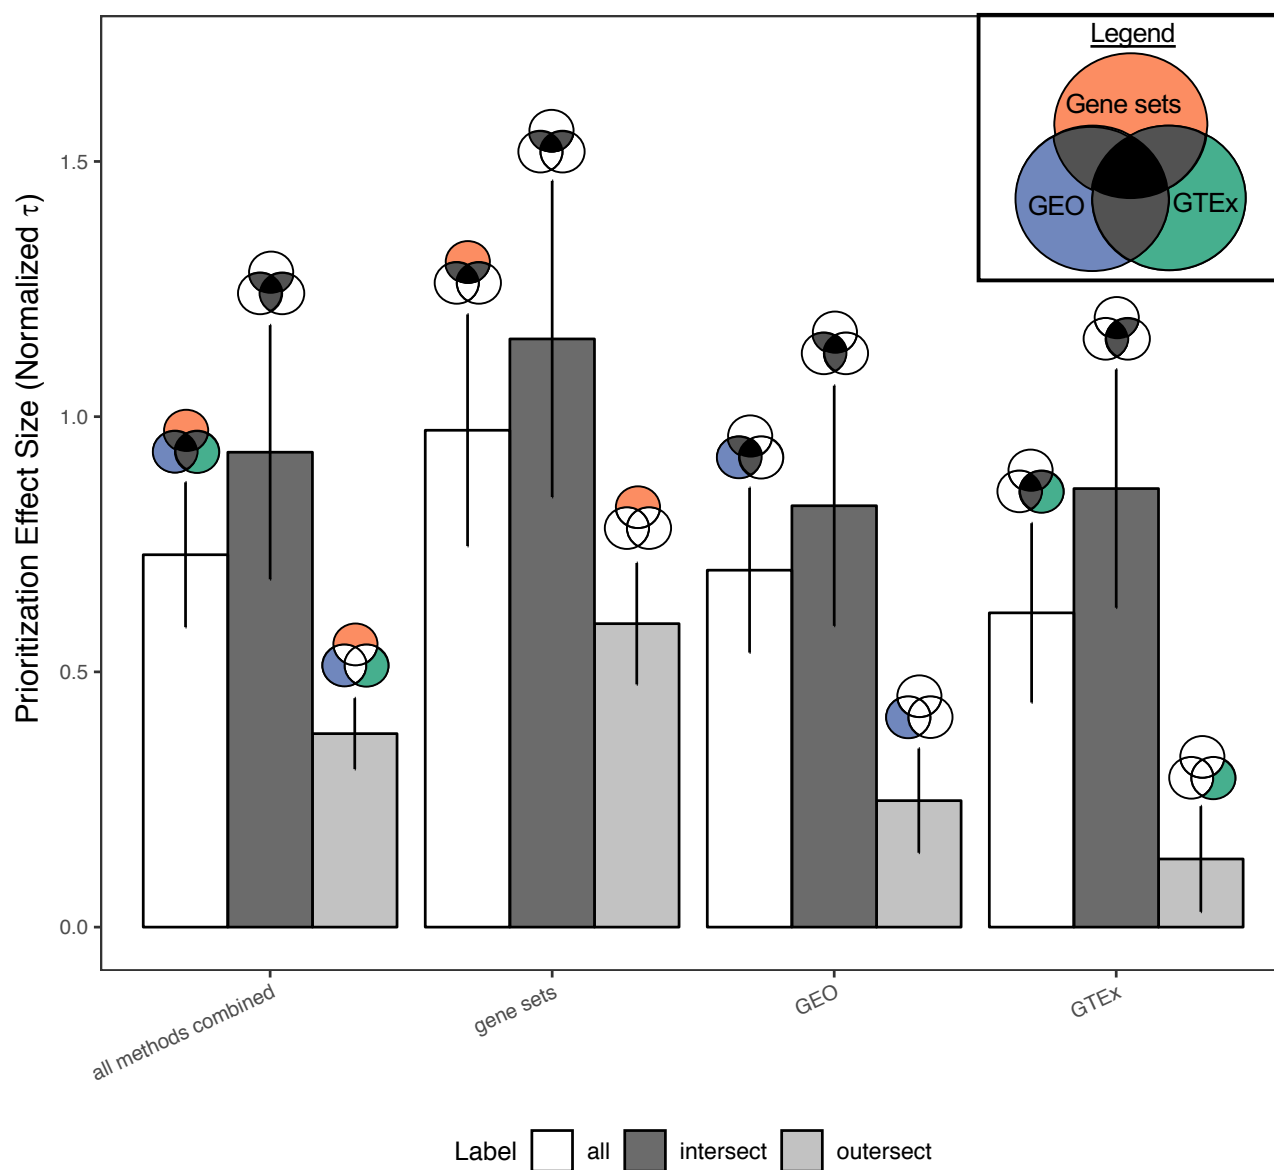 Legend
Gene sets
GEO
GTEx
Prioritization Effect Size (Normalized τ)
1.5
1.0
0.5
0.0
all methods combined
gene sets
GEO
GTEx
Label all intersect outersect